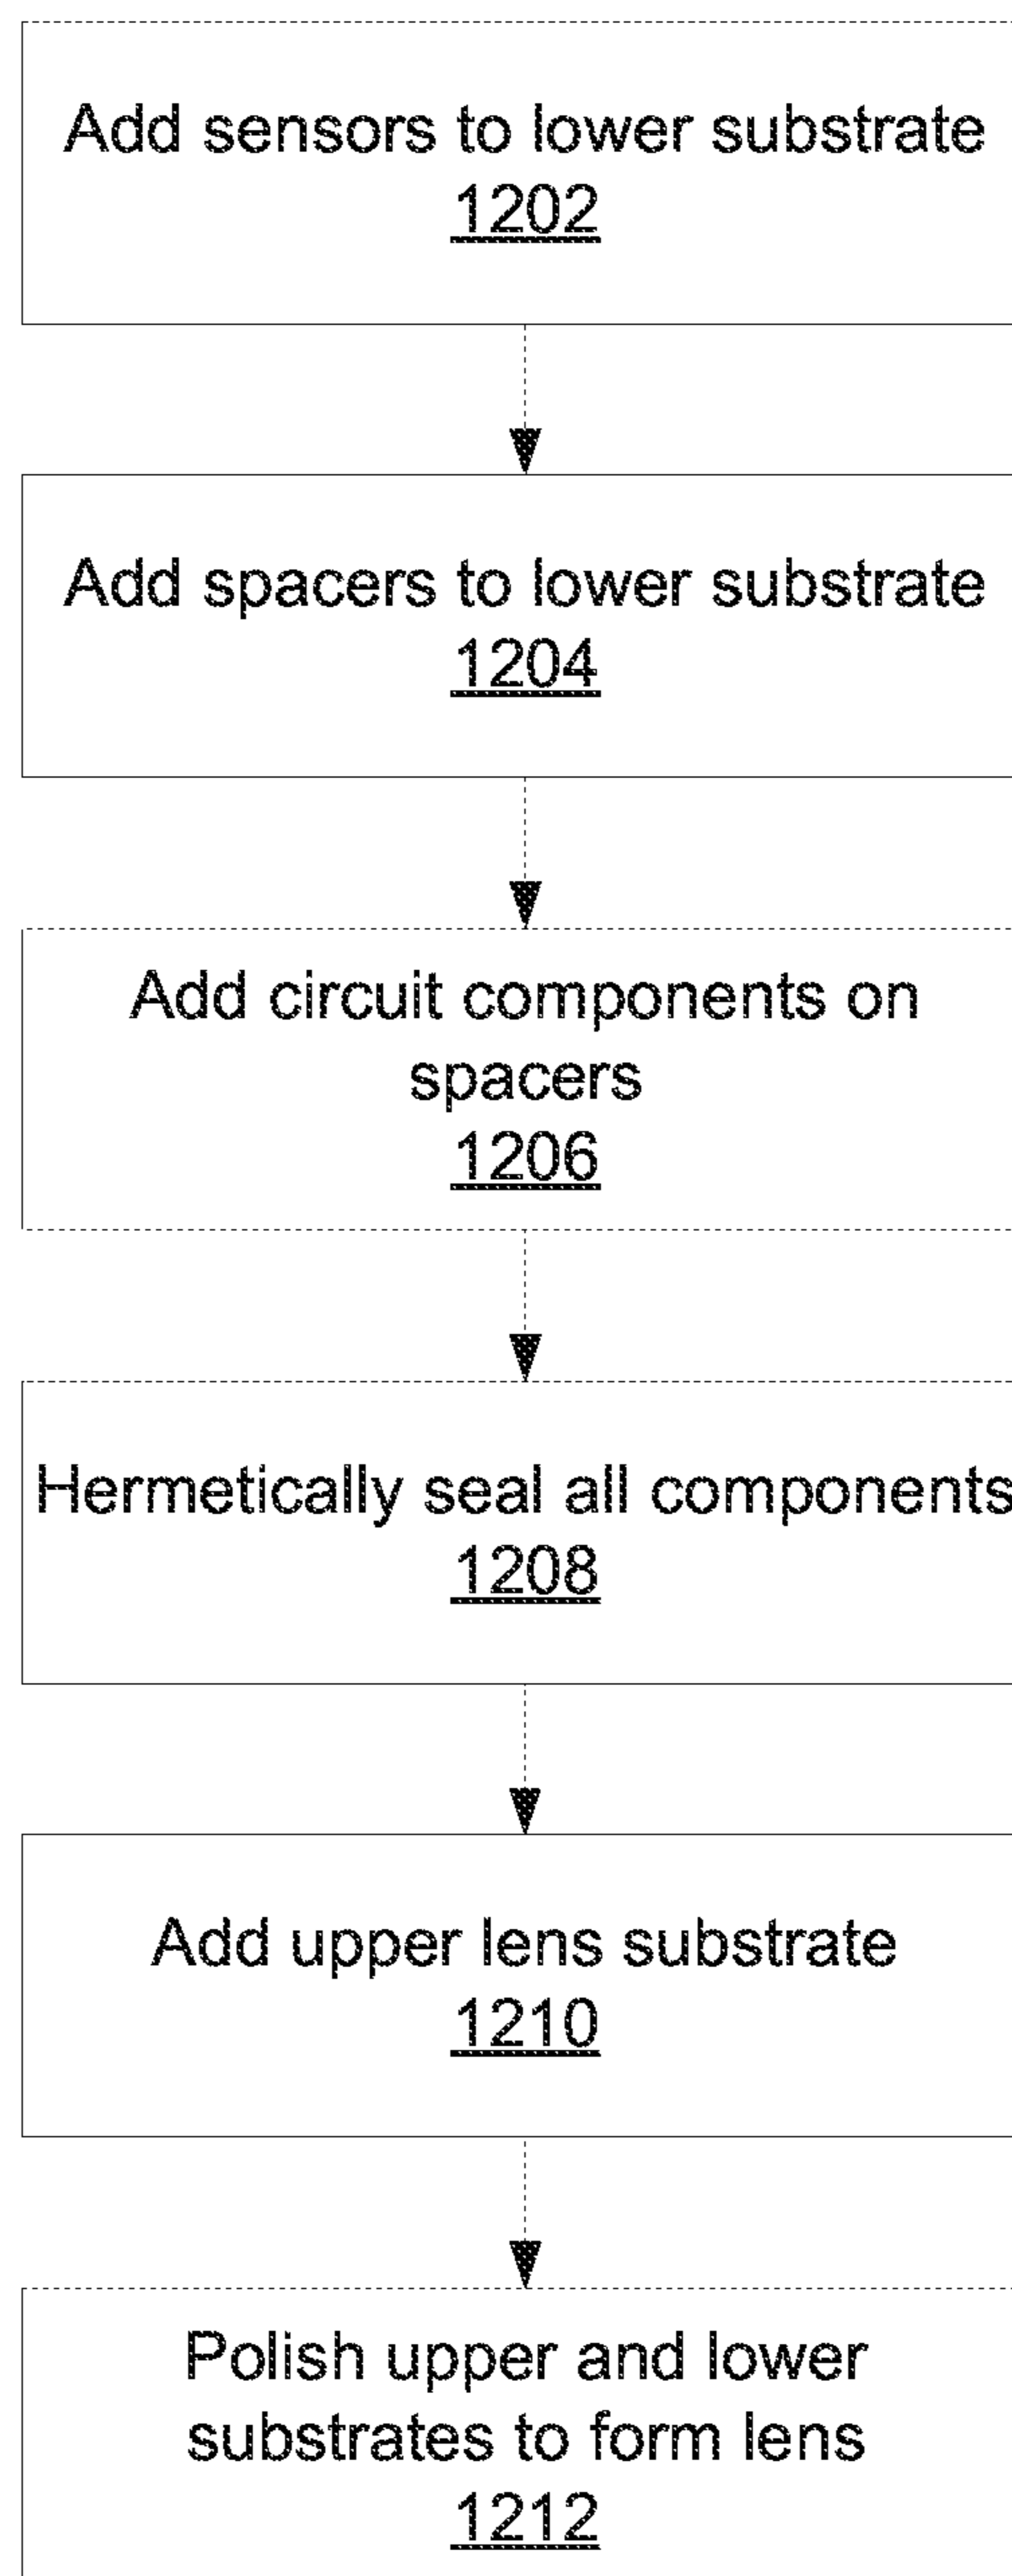 Add sensors to lower substrate
1202
Add spacers to lower substrate
1204
Add circuit components on
spacers
1206
Hermetically seal all components
1208
Add upper lens substrate
1210
Polish upper and lower
substrates to form lens
1212